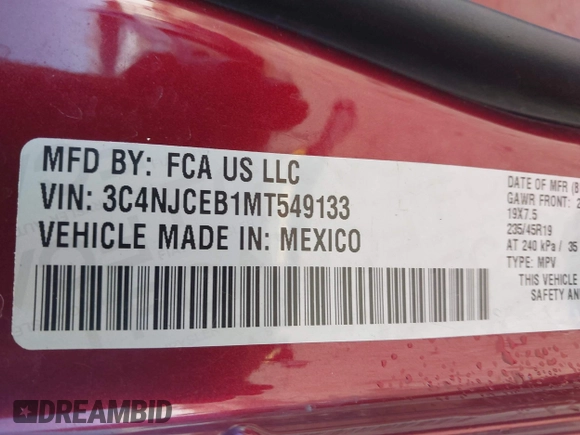 MFD BY: FCA US LLC
VIN: 3C4NJCEB1MT549133
VEHICLE MADE IN: MEXICO
DATE OF MFR (B
GAWR FRONT: 2
19X7.5
235/45R19
AT 240 kPa / 35
TYPE: MPV
THIS VEHICLE
SAFETY AN
DREAMBID